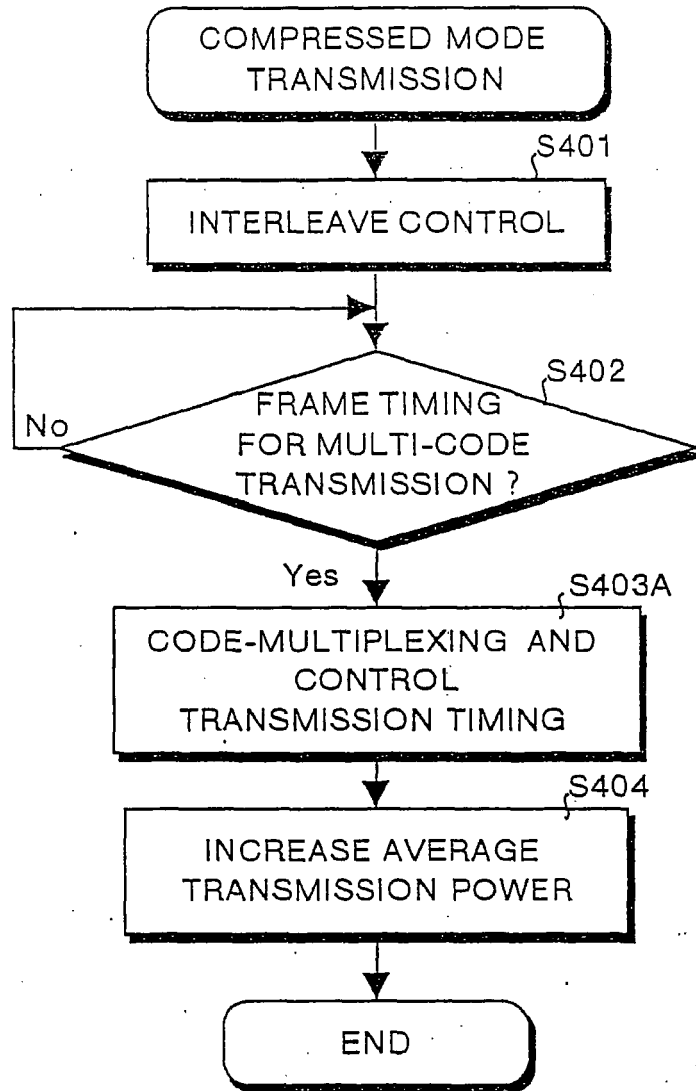 COMPRESSED MODE
TRANSMISSION
S401
INTERLEAVE CONTROL
S402
FRAME TIMING
FOR MULTI-CODE
TRANSMISSION ?
No
Yes
S403A
CODE-MULTIPLEXING AND
CONTROL
TRANSMISSION TIMING
S404
INCREASE AVERAGE
TRANSMISSION POWER
END